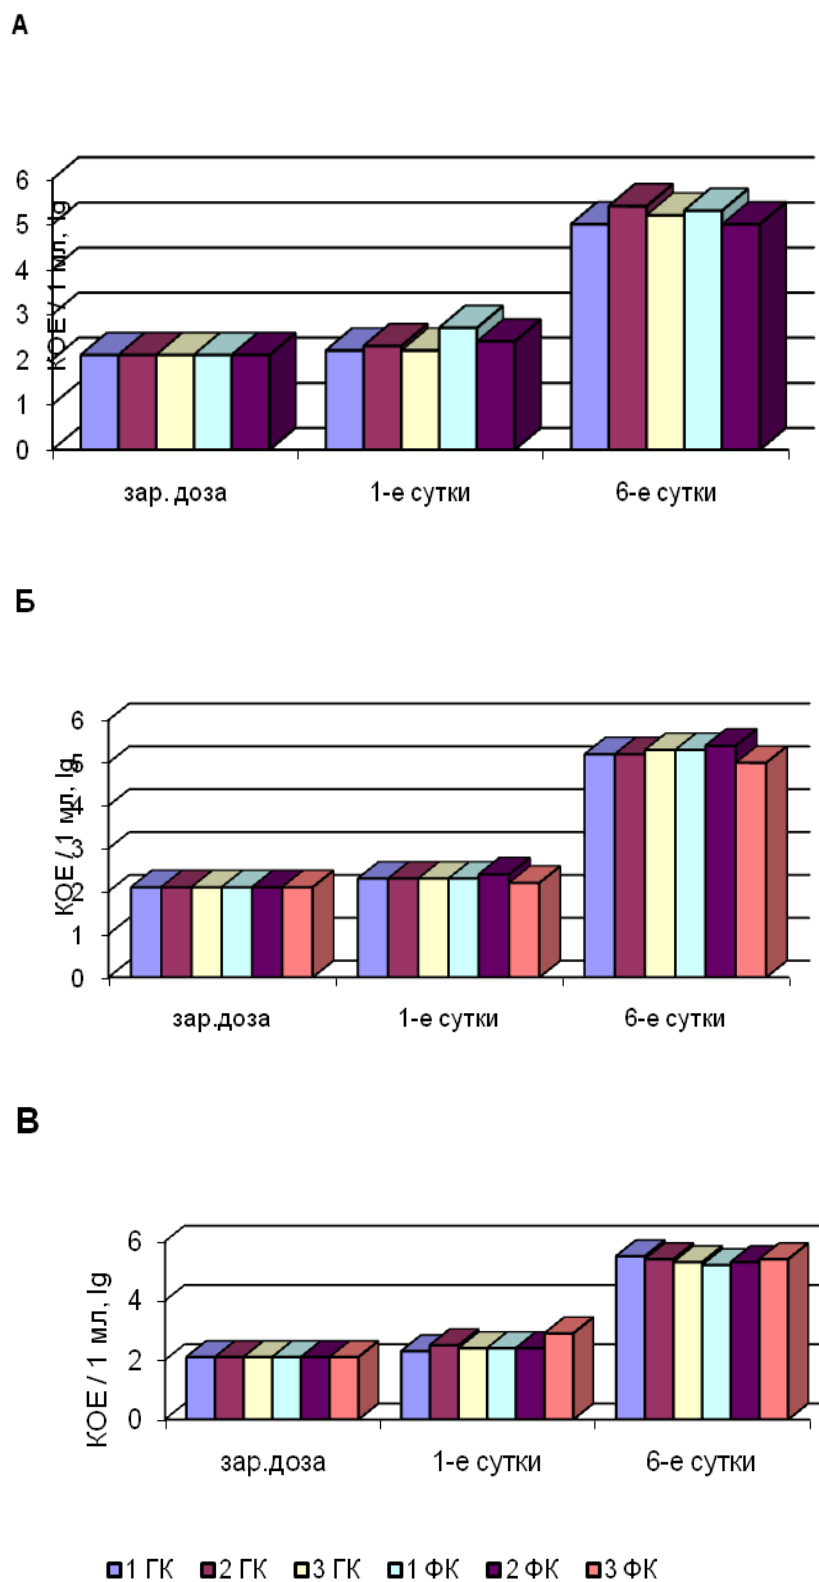 А
КОЕ / 1 мл, lg
6
5
4
3
2
1
0
зар. доза 1-е сутки 6-е сутки
Б
КОЕ / 1 мл, lg
6
5
4
3
2
1
0
зар.доза 1-е сутки 6-е сутки
В
КОЕ / 1 мл, lg
6
4
2
0
зар.доза 1-е сутки 6-е сутки
1 ГК 2 ГК 3 ГК 1 ФК 2 ФК 3 ФК